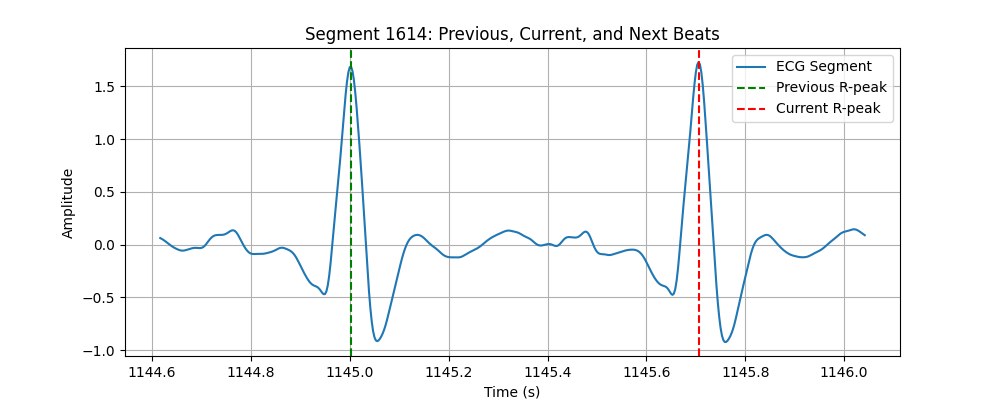 Segment 1614: Previous, Current, and Next Beats
ECG Segment
Previous R-peak
Current R-peak
Amplitude
1.5
1.0
0.5
0.0
−0.5
−1.0
1144.6 1144.8 1145.0 1145.2 1145.4 1145.6 1145.8 1146.0
Time (s)